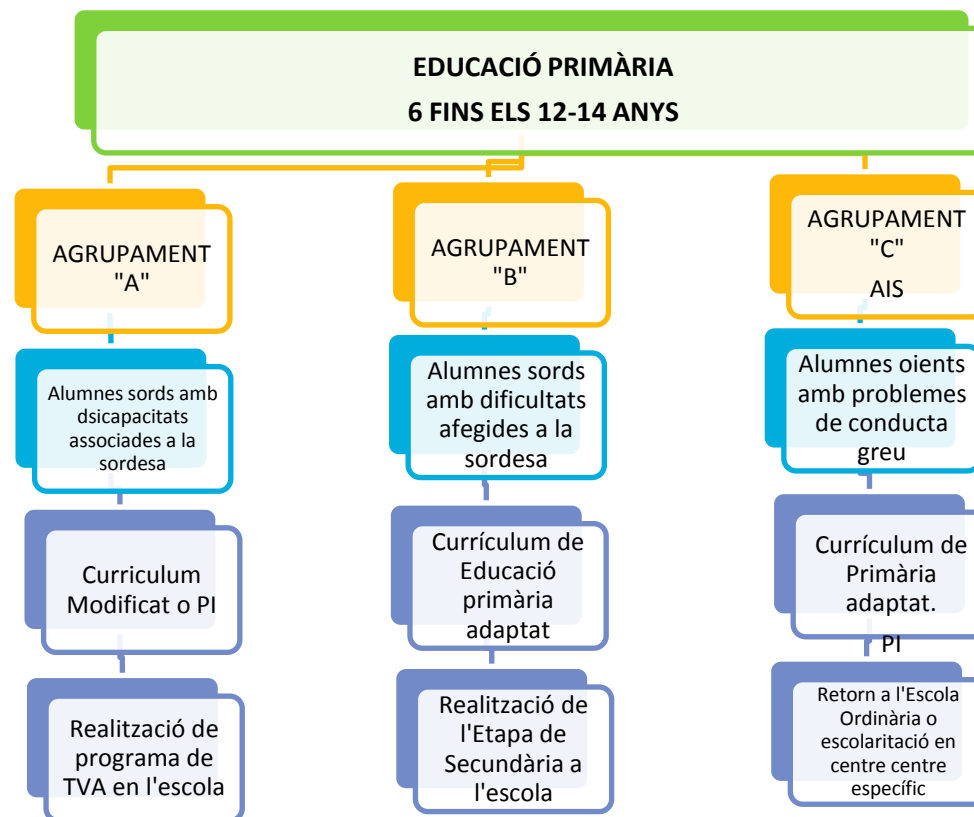 EDUCACIÓ PRIMÀRIA
6 FINS ELS 12-14 ANYS
AGRUPAMENT
"A"
AGRUPAMENT
"B"
AGRUPAMENT
"C"
AIS
Alumnes sords amb
dsicapacitats
associades a la
sordesa
Alumnes sords
amb dificultats
afegides a la
sordesa
Alumnes oients
amb problemes
de conducta
greu
Curriculum
Modificat o PI
Currículum de
Educació
primària
adaptat
Currículum de
Primària
adaptat.
PI
Realització de
programa de
TVA en l'escola
Realització de
l'Etapa de
Secundària a
l'escola
Retorn a l'Escola
Ordinària o
escolaritació en
centre centre
específic